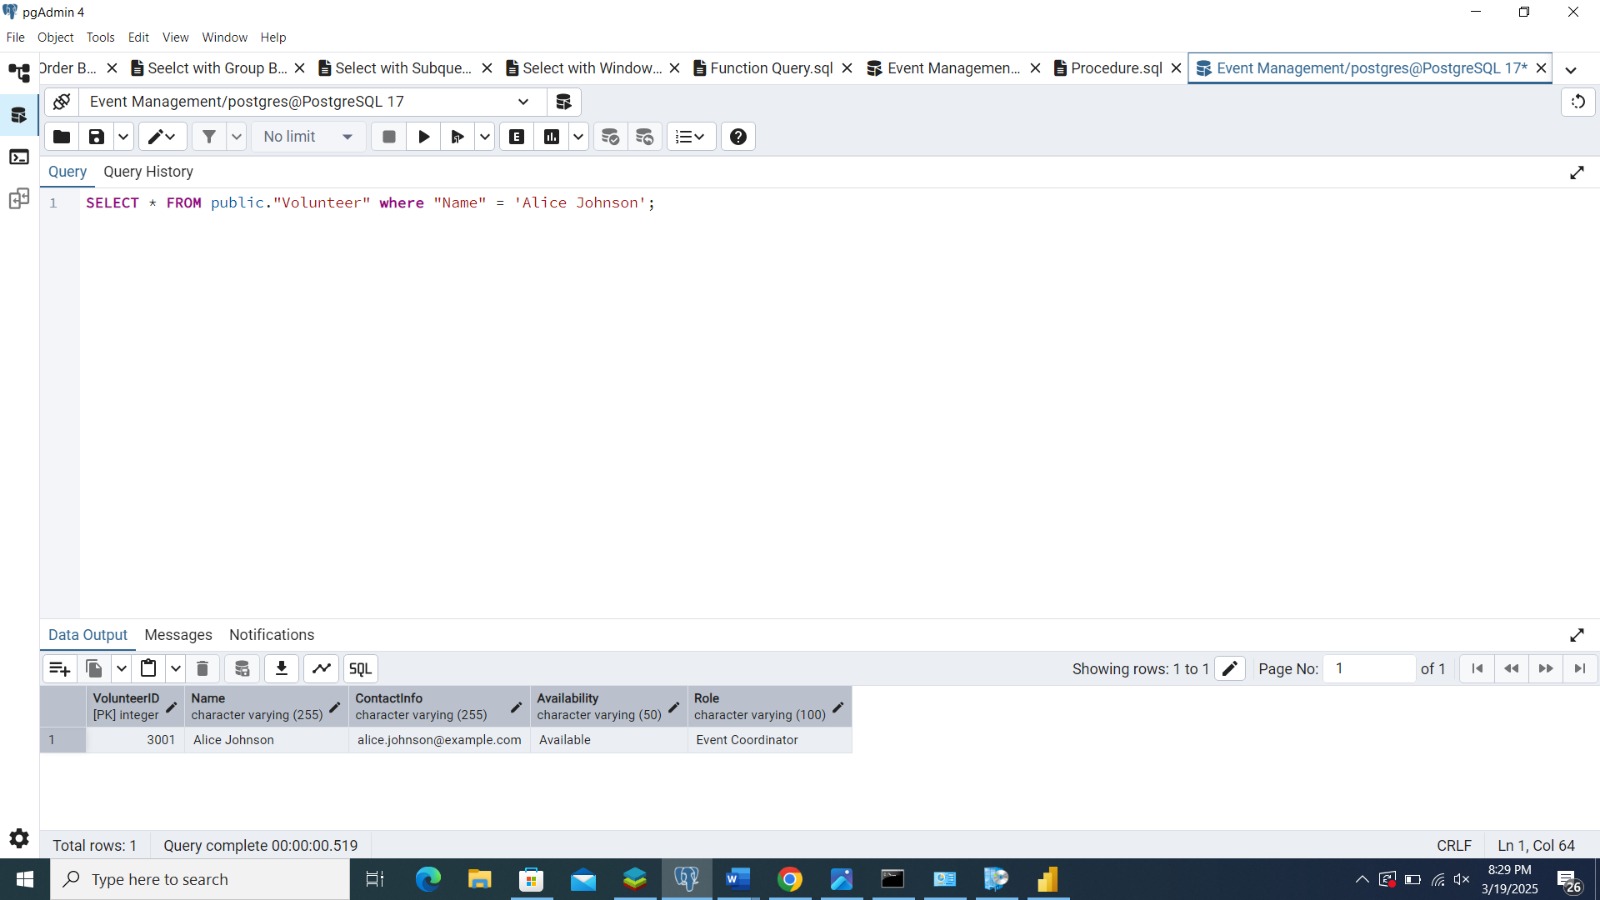 pgAdmin 4
File Object Tools Edit View Window Help
Order B... Seelct with Group B... Select with Subque... Select with Window... Function Query.sql Event Managemen... Procedure.sql Event Management/postgres@PostgreSQL 17*
Event Management/postgres@PostgreSQL 17
No limit E
Query Query History
1 SELECT * FROM public."Volunteer" where "Name" = 'Alice Johnson';
Data Output Messages Notifications
SQL Showing rows: 1 to 1 Page No: 1 of 1
VolunteerID Name ContactInfo Availability Role
[PK] integer character varying (255) character varying (255) character varying (50) character varying (100)
1 3001 Alice Johnson alice.johnson@example.com Available Event Coordinator
Total rows: 1 Query complete 00:00:00.519 CRLF Ln 1, Col 64
Type here to search
8:29 PM
3/19/2025
26